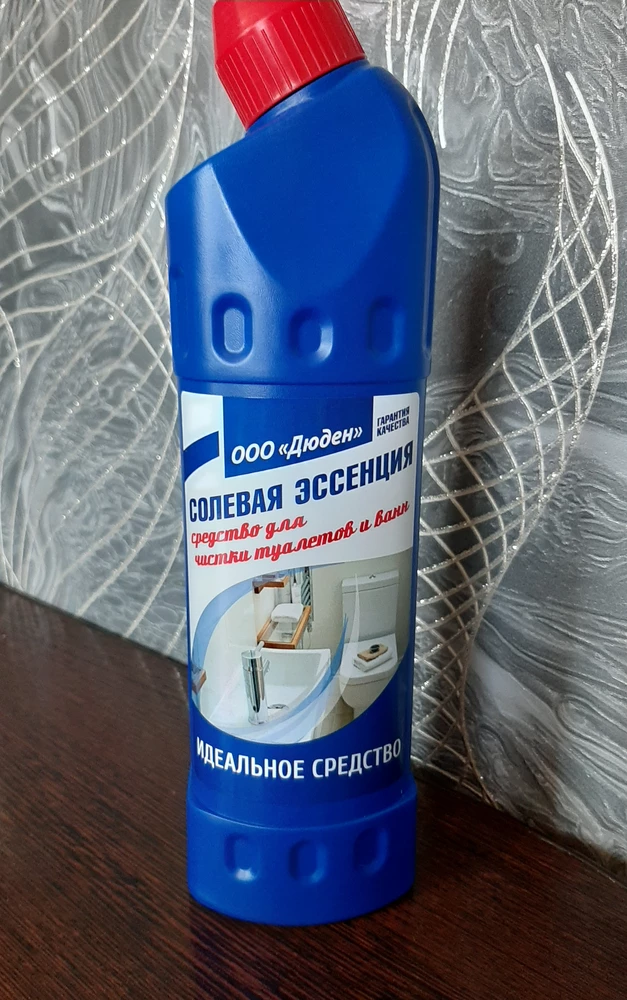 ГАРАНТИЯ
КАЧЕСТВА
ООО «Дюден»
СОЛЕВАЯ ЭССЕНЦИЯ
средство для
чистки туалетов и ванн
ИДЕАЛЬНОЕ СРЕДСТВО